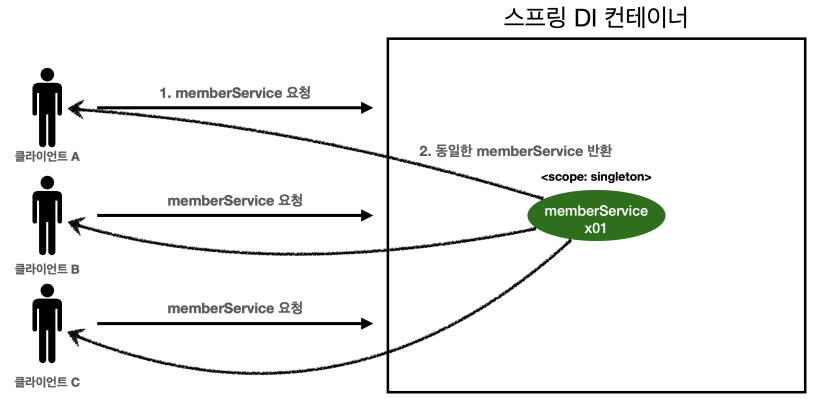 스프링 DI 컨테이너
1. memberService 요청
클라이언트 A
2. 동일한 memberService 반환
<scope: singleton>
memberService
x01
memberService 요청
클라이언트 B
memberService 요청
클라이언트 C